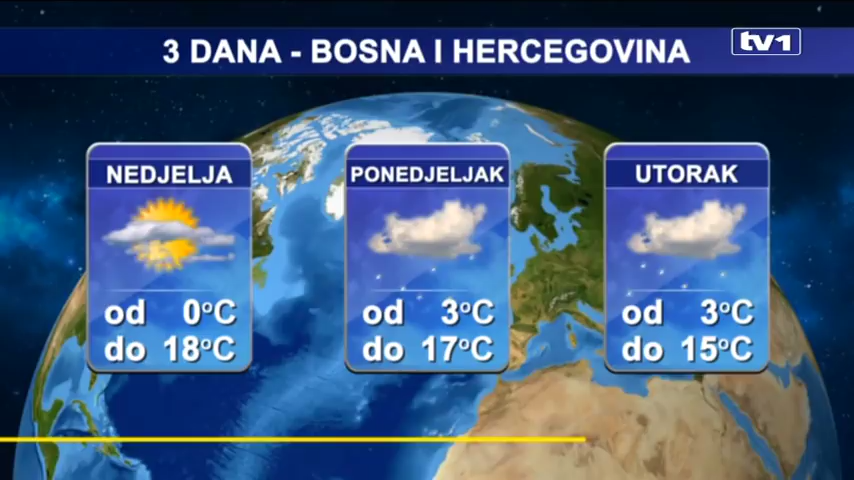 tv1
3 DANA - BOSNA I HERCEGOVINA
NEDJELJA
od 0°C
do 18°C
PONEDJELJAK
od 3°C
do 17°C
UTORAK
od 3°C
do 15°C